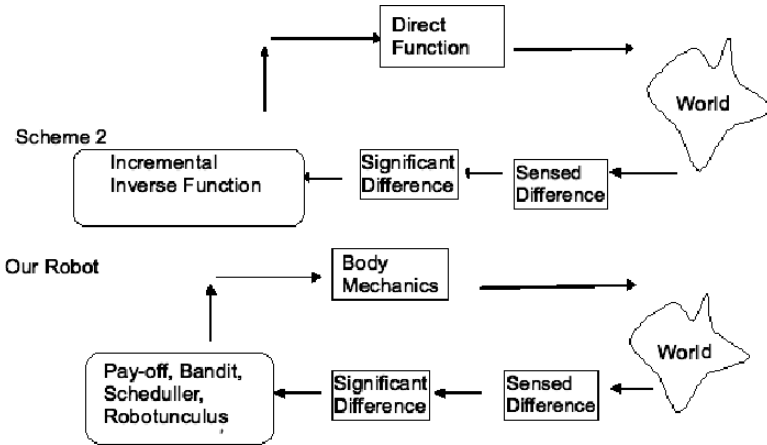 Direct
Function
World
Scheme 2
Incremental
Inverse Function
Significant
Difference
Sensed
Difference
Our Robot
Body
Mechanics
World
Pay-off, Bandit,
Scheduller,
Robotunculus
Significant
Difference
Sensed
Difference